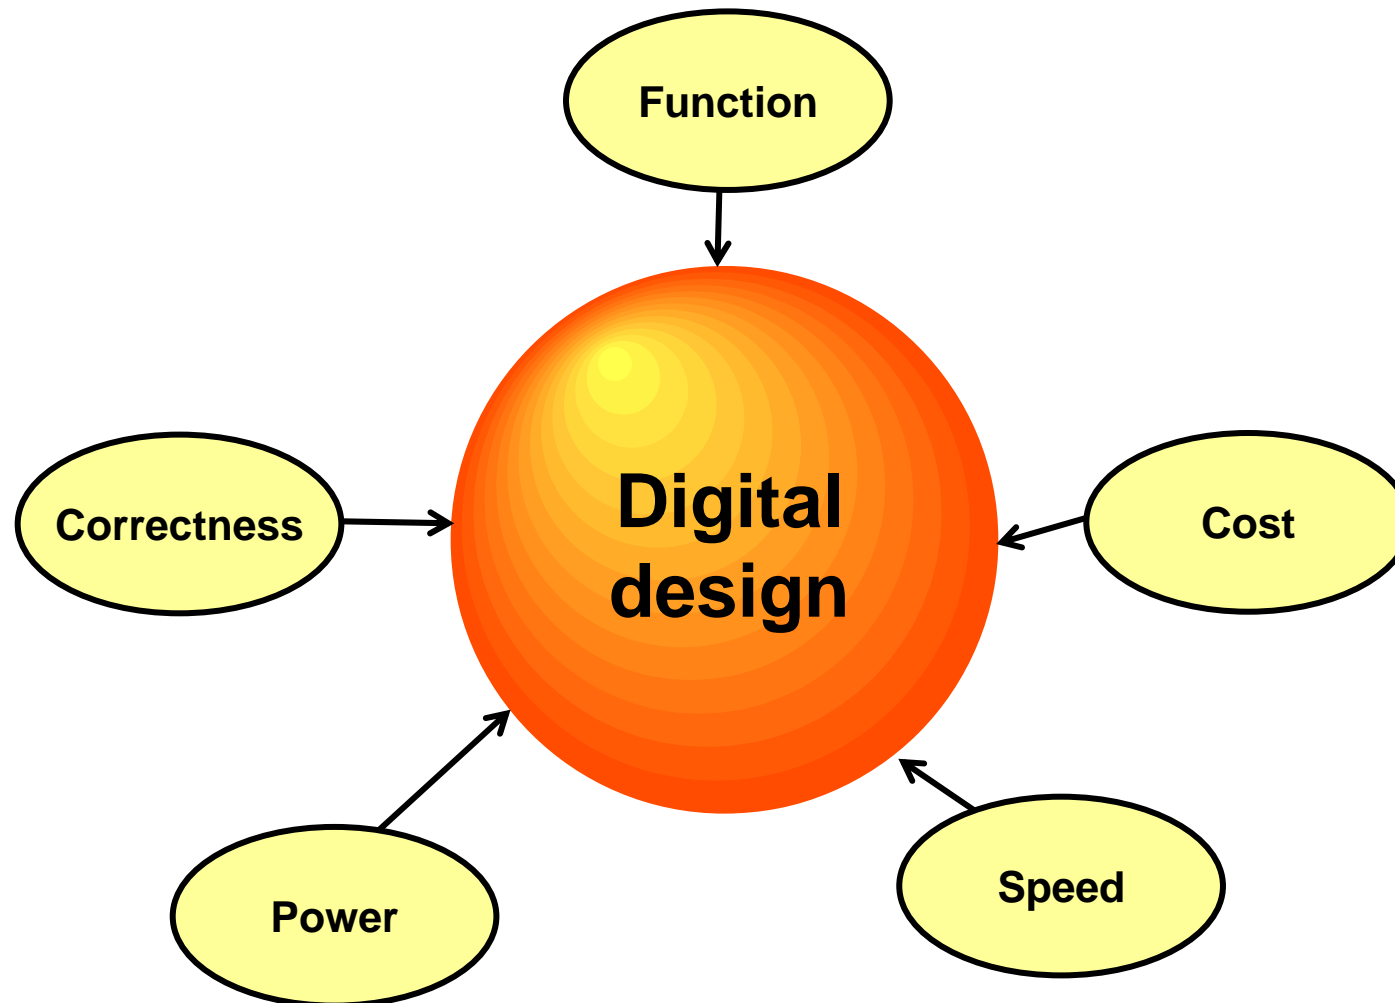 Function
Correctness
Digital
design
Cost
Power
Speed